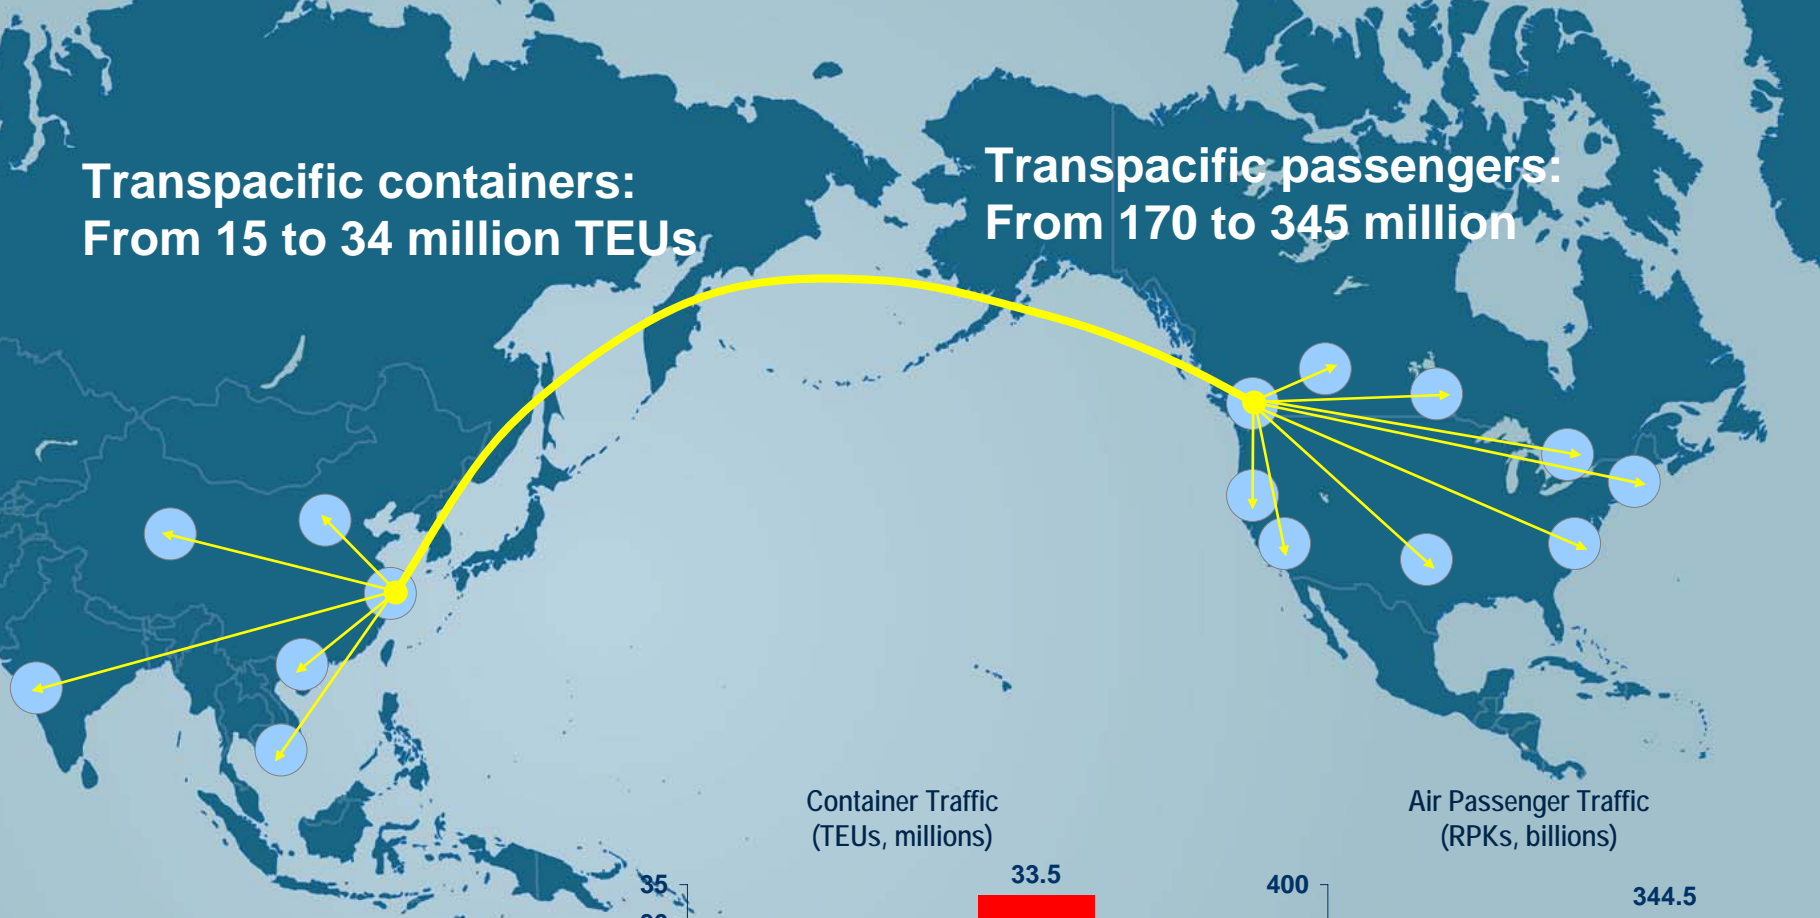 Transpacific containers:
From 15 to 34 million TEUs
Transpacific passengers:
From 170 to 345 million
Container Traffic
(TEUs, millions)
Air Passenger Traffic
(RPKs, billions)
35
33.5
400
344.5